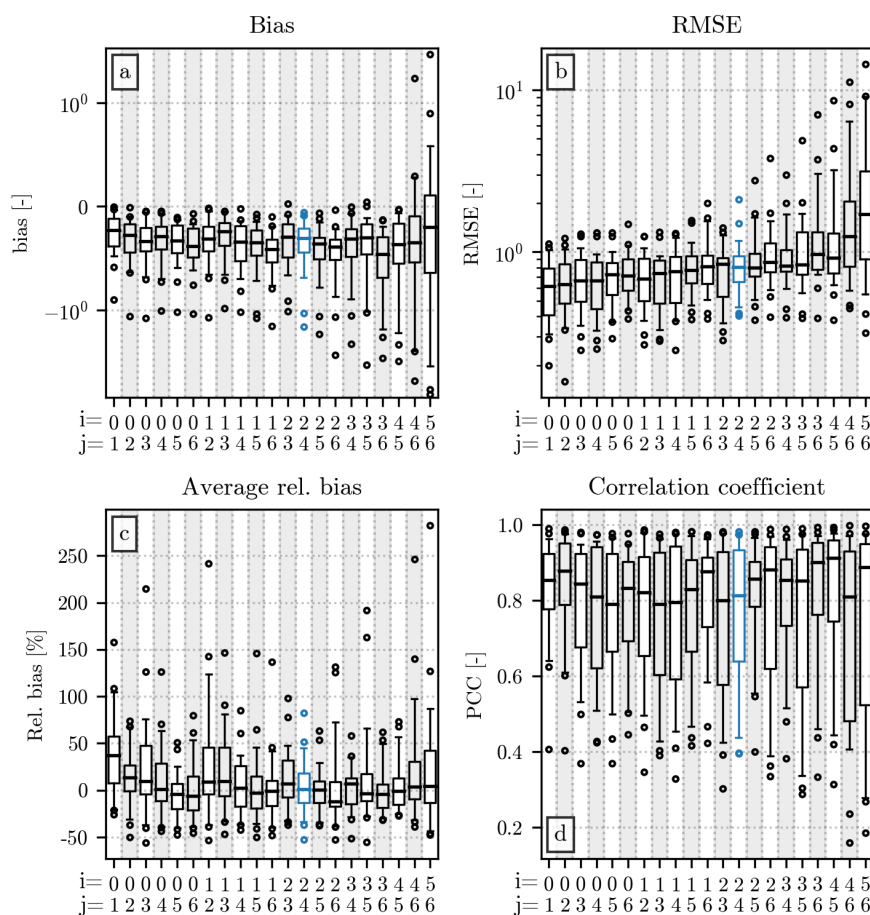 Bias
RMSE
a
b
10⁰
0
−10⁰
bias [-]
10¹
10⁰
RMSE [-]
i= 0 0 0 0 0 0 1 1 1 1 1 2 2 2 2 3 3 3 4 4 5
j= 1 2 3 4 5 6 2 3 4 5 6 3 4 5 6 4 5 6 5 6 6
i= 0 0 0 0 0 0 1 1 1 1 1 2 2 2 2 3 3 3 4 4 5
j= 1 2 3 4 5 6 2 3 4 5 6 3 4 5 6 4 5 6 5 6 6
Average rel. bias
Correlation coefficient
c
d
250
200
150
100
50
0
-50
Rel. bias [%]
1.0
0.8
0.6
0.4
0.2
PCC [-]
i= 0 0 0 0 0 0 1 1 1 1 1 2 2 2 2 3 3 3 4 4 5
j= 1 2 3 4 5 6 2 3 4 5 6 3 4 5 6 4 5 6 5 6 6
i= 0 0 0 0 0 0 1 1 1 1 1 2 2 2 2 3 3 3 4 4 5
j= 1 2 3 4 5 6 2 3 4 5 6 3 4 5 6 4 5 6 5 6 6